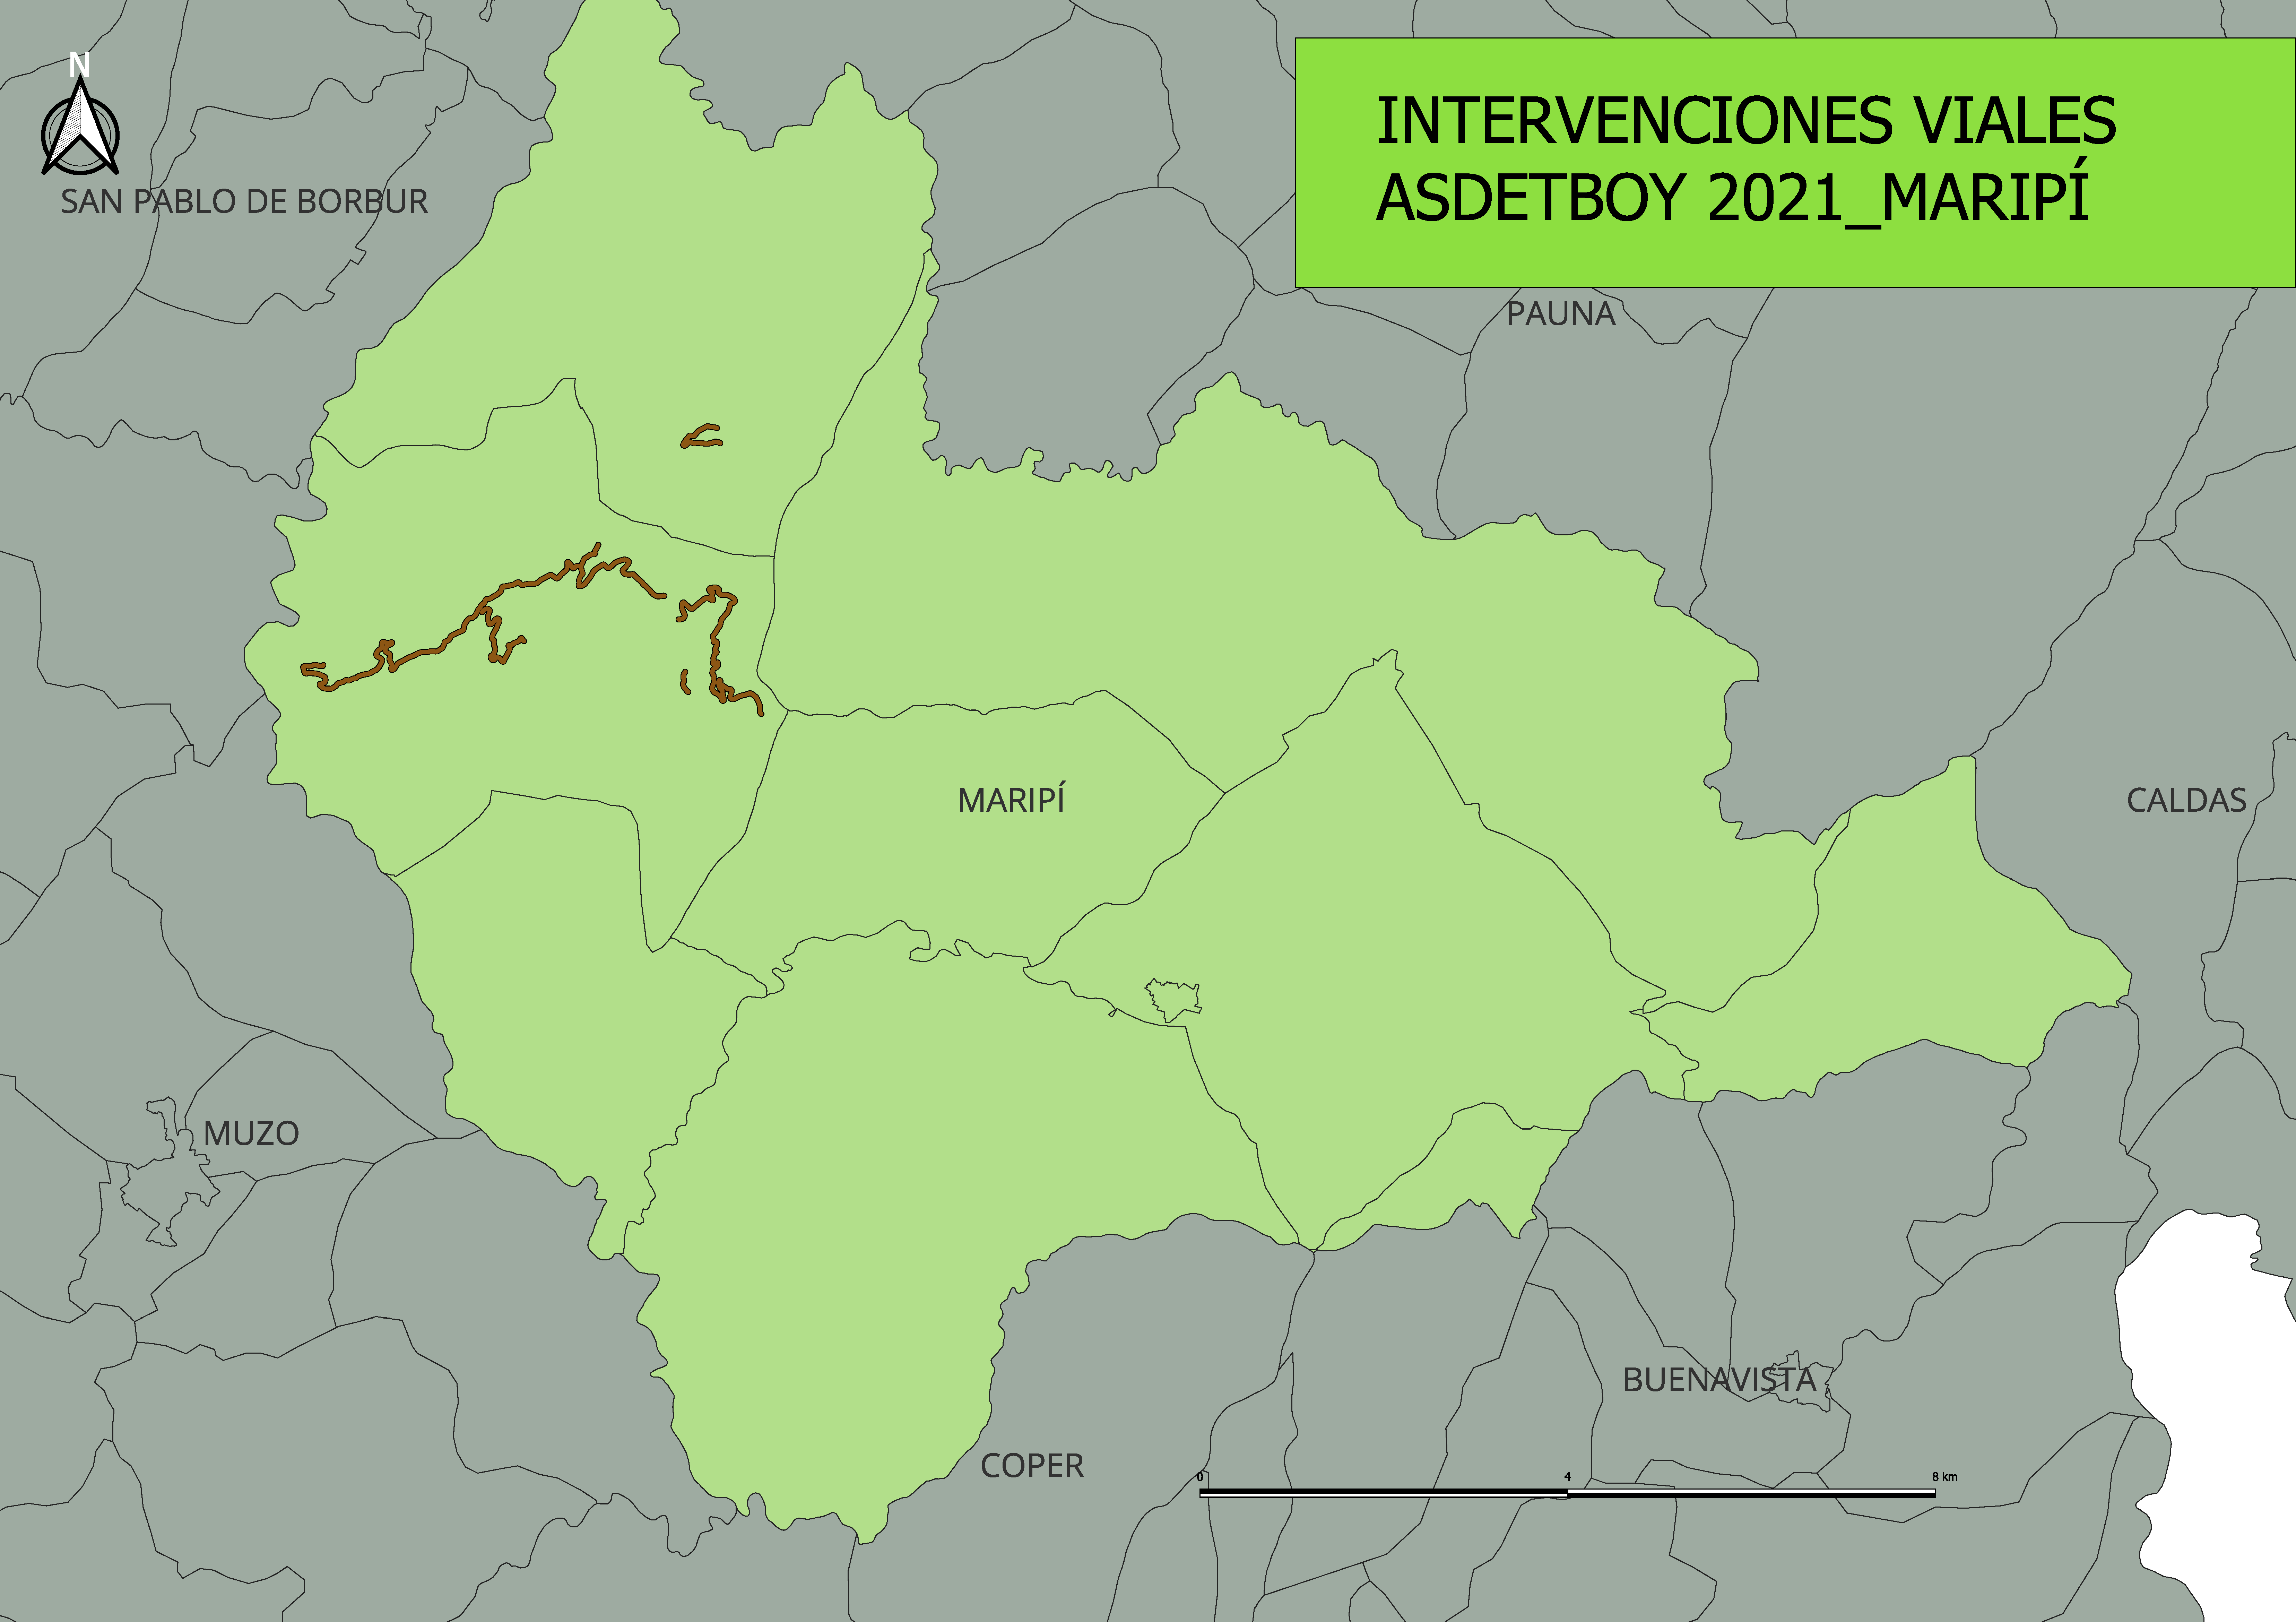 N
INTERVENCIONES VIALES
ASDETBOY 2021_MARIPÍ
SAN PABLO DE BORBUR
PAUNA
MARIPÍ
CALDAS
MUZO
BUENAVISTA
COPER
0 4 8 km